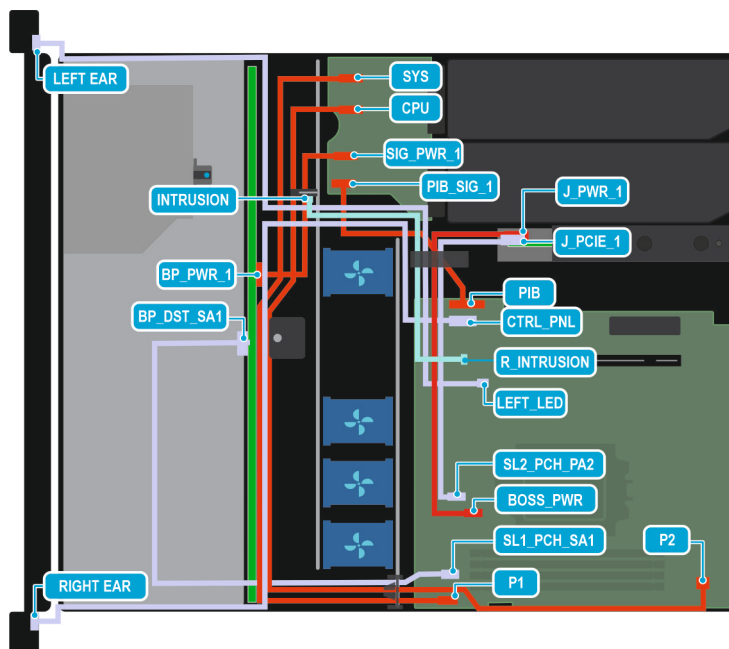 LEFT EAR
SYS
CPU
SIG_PWR_1
PIB_SIG_1
INTRUSION
J_PWR_1
J_PCIE_1
BP_PWR_1
PIB
BP_DST_SA1
CTRL_PNL
R_INTRUSION
LEFT_LED
SL2_PCH_PA2
BOSS_PWR
SL1_PCH_SA1
P2
RIGHT EAR
P1